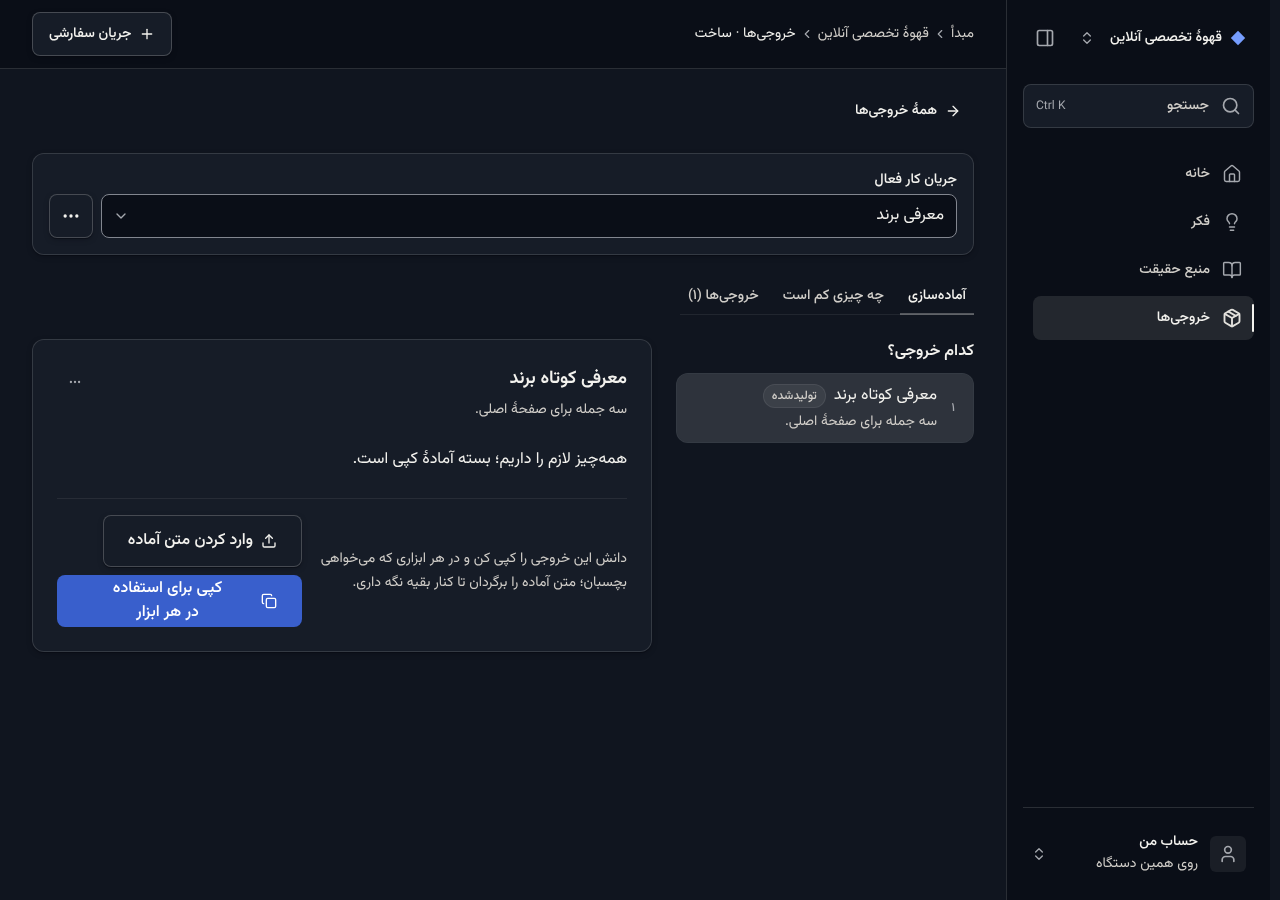 قهوهٔ تخصصی آنلاین
جستجو
Ctrl K
خانه
فکر
منبع حقیقت
خروجی‌ها
حساب من
روی همین دستگاه
مبدأ › قهوهٔ تخصصی آنلاین › خروجی‌ها · ساخت
جریان سفارشی
همهٔ خروجی‌ها
جریان کار فعال
معرفی برند
آماده‌سازی
چه چیزی کم است
خروجی‌ها (۱)
کدام خروجی؟
۱
معرفی کوتاه برند تولیدشده
سه جمله برای صفحهٔ اصلی.
معرفی کوتاه برند
سه جمله برای صفحهٔ اصلی.
همه‌چیز لازم را داریم؛ بسته آمادهٔ کپی است.
دانش این خروجی را کپی کن و در هر ابزاری که می‌خواهی
بچسبان؛ متن آماده را برگردان تا کنار بقیه نگه داری.
وارد کردن متن آماده
کپی برای استفاده
در هر ابزار